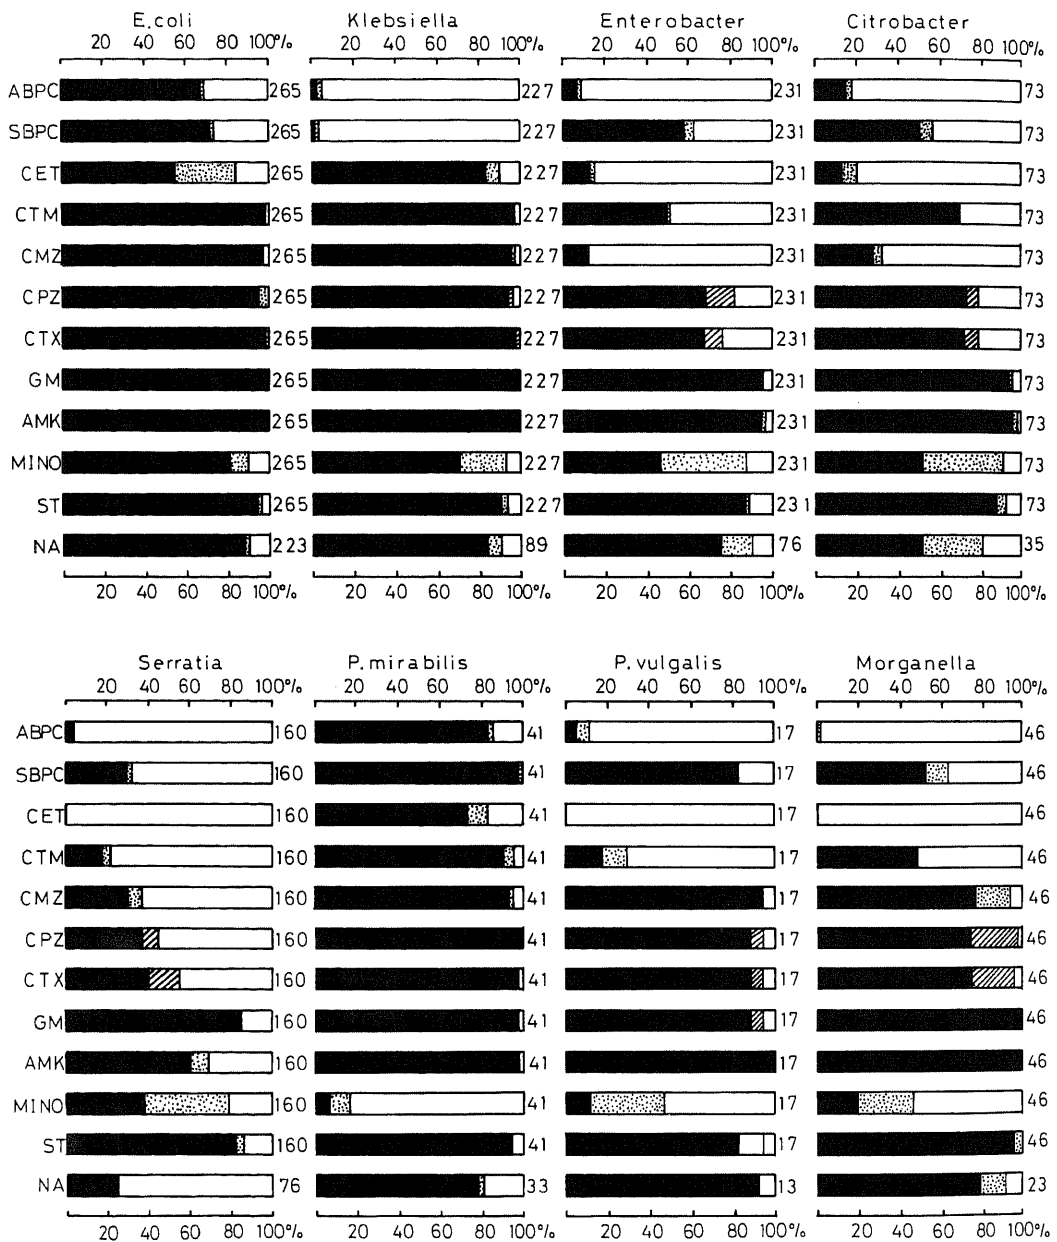 E.coli Klebsiella Enterobacter Citrobacter
20 40 60 80 100% 20 40 60 80 100% 20 40 60 80 100% 20 40 60 80 100%
ABPC 265 227 231 73
SBPC 265 227 231 73
CET 265 227 231 73
CTM 265 227 231 73
CMZ 265 227 231 73
CPZ 265 227 231 73
CTX 265 227 231 73
GM 265 227 231 73
AMK 265 227 231 73
MINO 265 227 231 73
ST 265 227 231 73
NA 223 89 76 35
20 40 60 80 100% 20 40 60 80 100% 20 40 60 80 100% 20 40 60 80 100%
Serratia P.mirabilis P.vulgalis Morganella
20 40 60 80 100% 20 40 60 80 100% 20 40 60 80 100% 20 40 60 80 100%
ABPC 160 41 17 46
SBPC 160 41 17 46
CET 160 41 17 46
CTM 160 41 17 46
CMZ 160 41 17 46
CPZ 160 41 17 46
CTX 160 41 17 46
GM 160 41 17 46
AMK 160 41 17 46
MINO 160 41 17 46
ST 160 41 17 46
NA 76 33 13 23
20 40 60 80 100% 20 40 60 80 100% 20 40 60 80 100% 20 40 60 80 100%